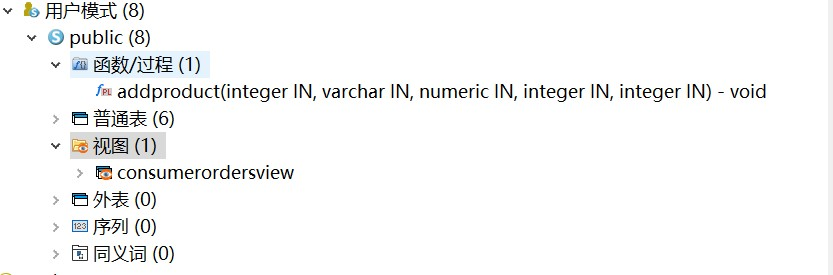 用户模式 (8)
public (8)
函数/过程 (1)
addproduct(integer IN, varchar IN, numeric IN, integer IN, integer IN) - void
普通表 (6)
视图 (1)
consumerordersview
外表 (0)
序列 (0)
同义词 (0)